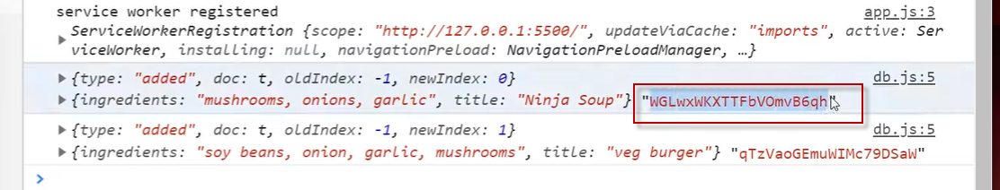 service worker registered app.js:3
ServiceWorkerRegistration {scope: "http://127.0.0.1:5500/", updateViaCache: "imports", active: Ser
viceWorker, installing: null, navigationPreload: NavigationPreloadManager, …}
{type: "added", doc: t, oldIndex: -1, newIndex: 0} db.js:5
{ingredients: "mushrooms, onions, garlic", title: "Ninja Soup"} "WGLwxWKXTTFbVOmvB6qh"
{type: "added", doc: t, oldIndex: -1, newIndex: 1} db.js:5
{ingredients: "soy beans, onion, garlic, mushrooms", title: "veg burger"} "qTzVaoGEmuWIMc79DSaW"